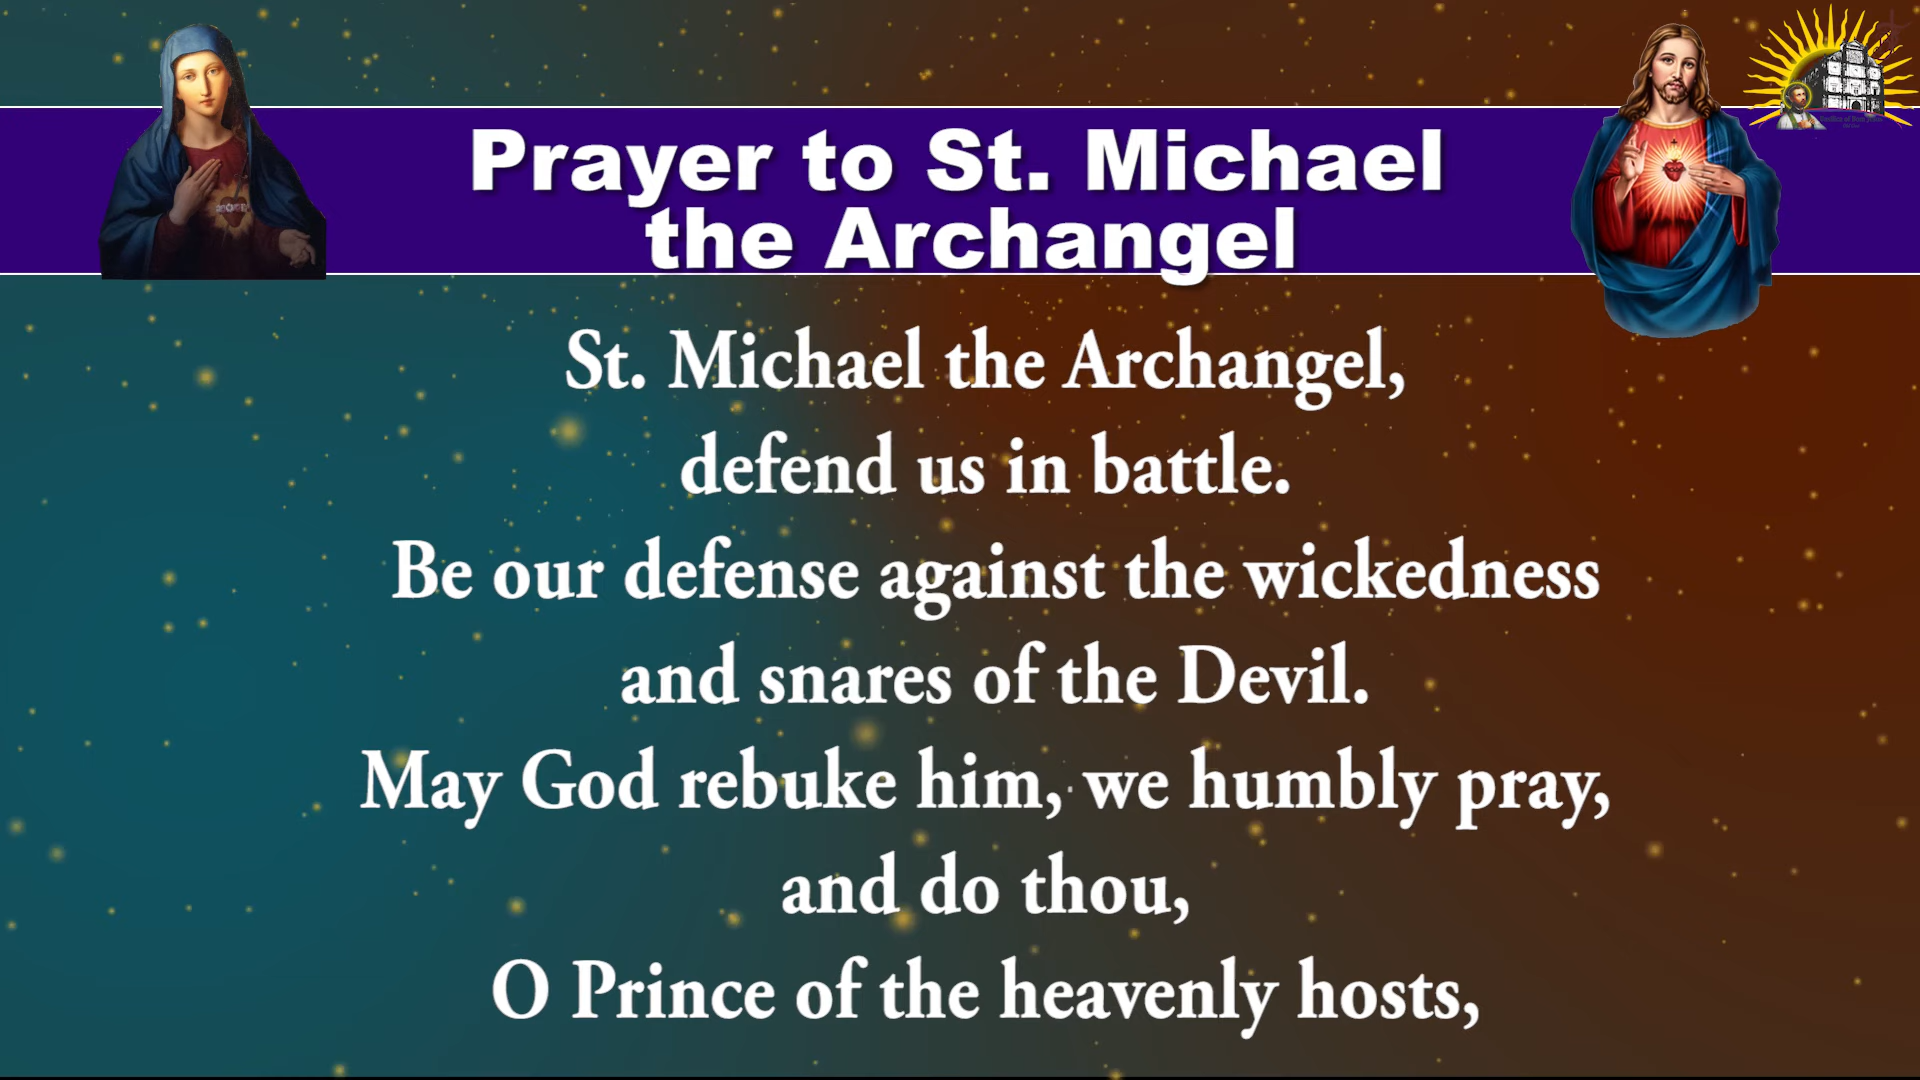 Prayer to St. Michael
the Archangel
St. Michael the Archangel,
defend us in battle.
Be our defense against the wickedness
and snares of the Devil.
May God rebuke him, we humbly pray,
and do thou,
O Prince of the heavenly hosts,